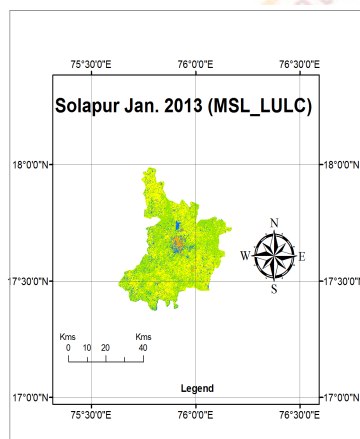 75°30'0"E 76°0'0"E 76°30'0"E
Solapur Jan. 2013 (MSL_LULC)
18°0'0"N 18°0'0"N
N
W E
S
17°30'0"N 17°30'0"N
Kms Kms
0 10 20 40
Legend
17°0'0"N 17°0'0"N
75°30'0"E 76°0'0"E 76°30'0"E